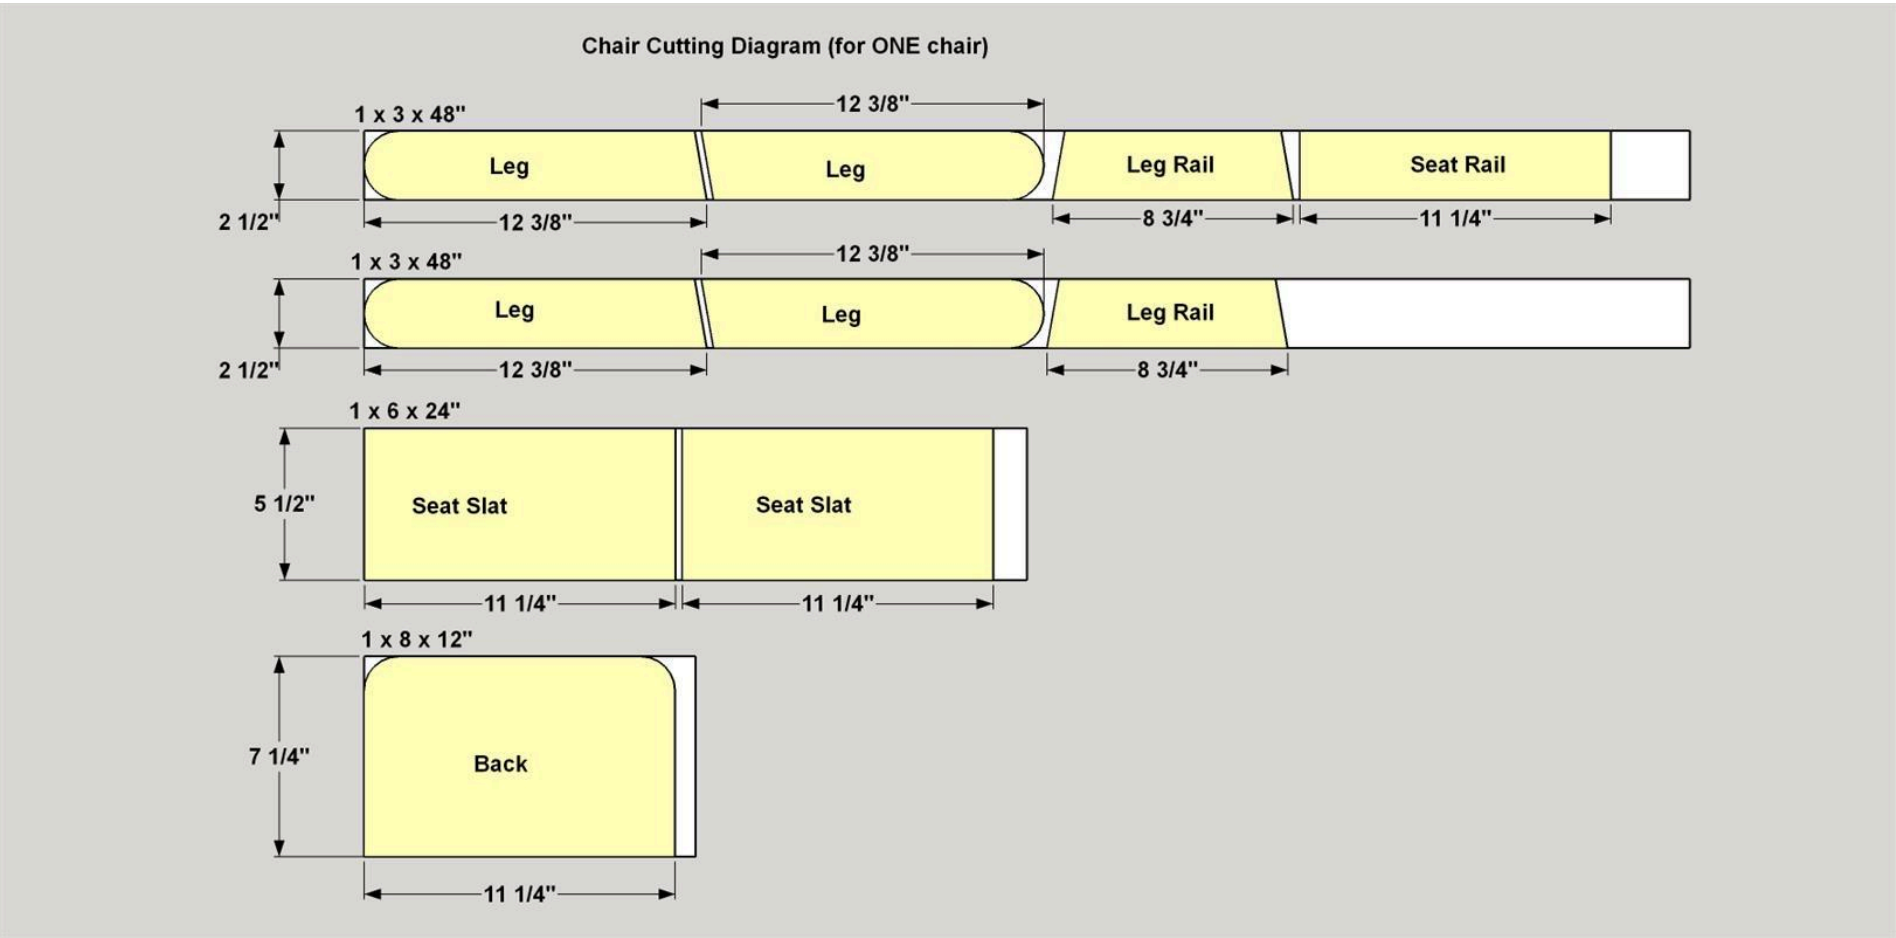 Chair Cutting Diagram (for ONE chair)
1 x 3 x 48"
12 3/8"
Leg
Leg
Leg Rail
Seat Rail
2 1/2"
12 3/8"
8 3/4"
11 1/4"
1 x 3 x 48"
12 3/8"
Leg
Leg
Leg Rail
2 1/2"
12 3/8"
8 3/4"
1 x 6 x 24"
5 1/2"
Seat Slat
Seat Slat
11 1/4"
11 1/4"
1 x 8 x 12"
7 1/4"
Back
11 1/4"